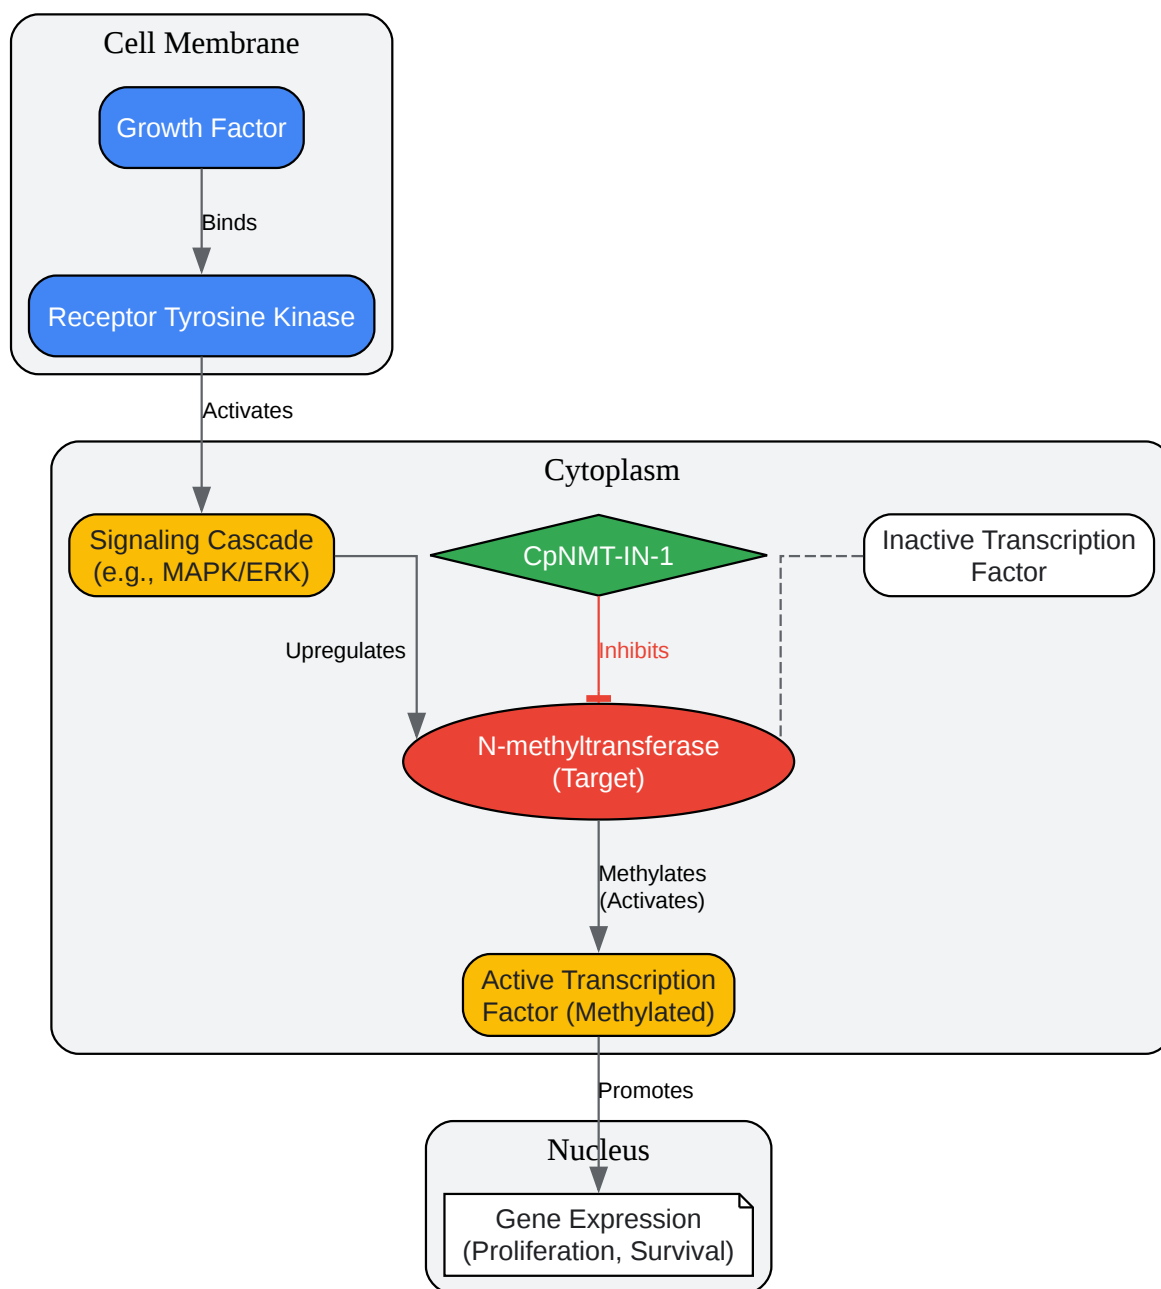 Cell Membrane
Growth Factor
Binds
Receptor Tyrosine Kinase
Activates
Cytoplasm
Signaling Cascade
(e.g., MAPK/ERK)
CpNMT-IN-1
Inactive Transcription
Factor
Upregulates
Inhibits
N-methyltransferase
(Target)
Methylates
(Activates)
Active Transcription
Factor (Methylated)
Promotes
Nucleus
Gene Expression
(Proliferation, Survival)